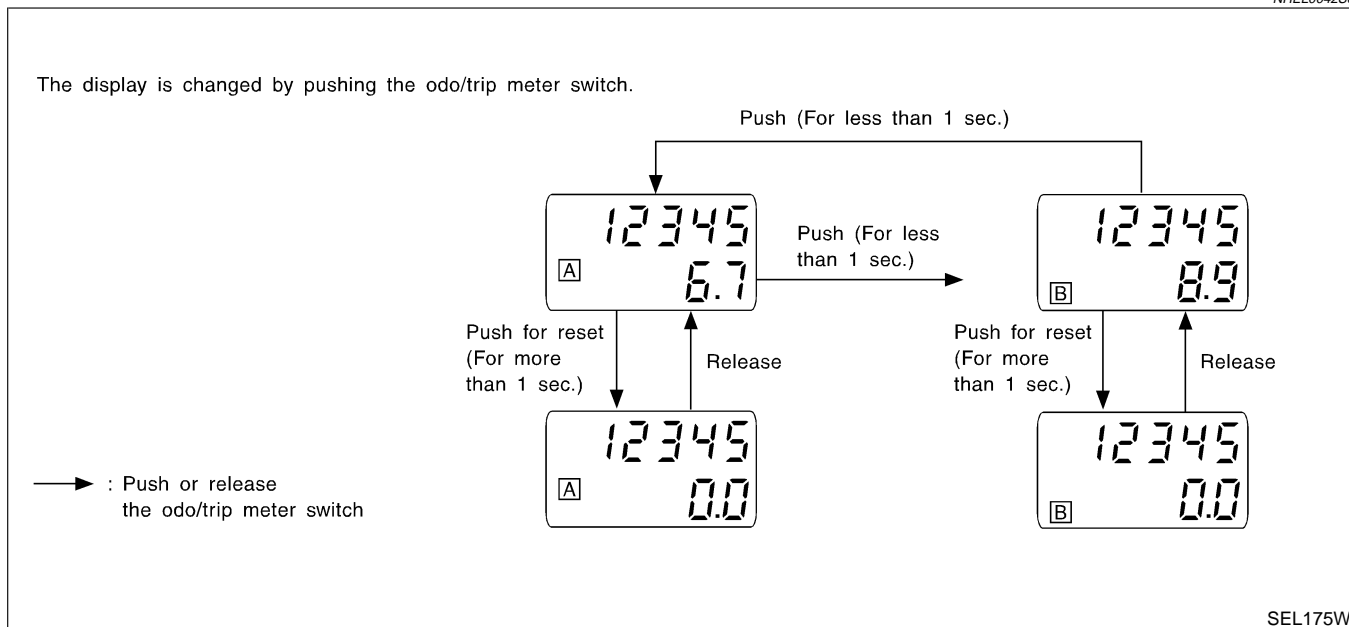 The display is changed by pushing the odo/trip meter switch.
Push (For less than 1 sec.)
12345
A 6.7
Push (For less
than 1 sec.)
12345
B 8.9
Push for reset
(For more
than 1 sec.)
Release
Push for reset
(For more
than 1 sec.)
Release
12345
A 0.0
12345
B 0.0
: Push or release
the odo/trip meter switch
SEL175W